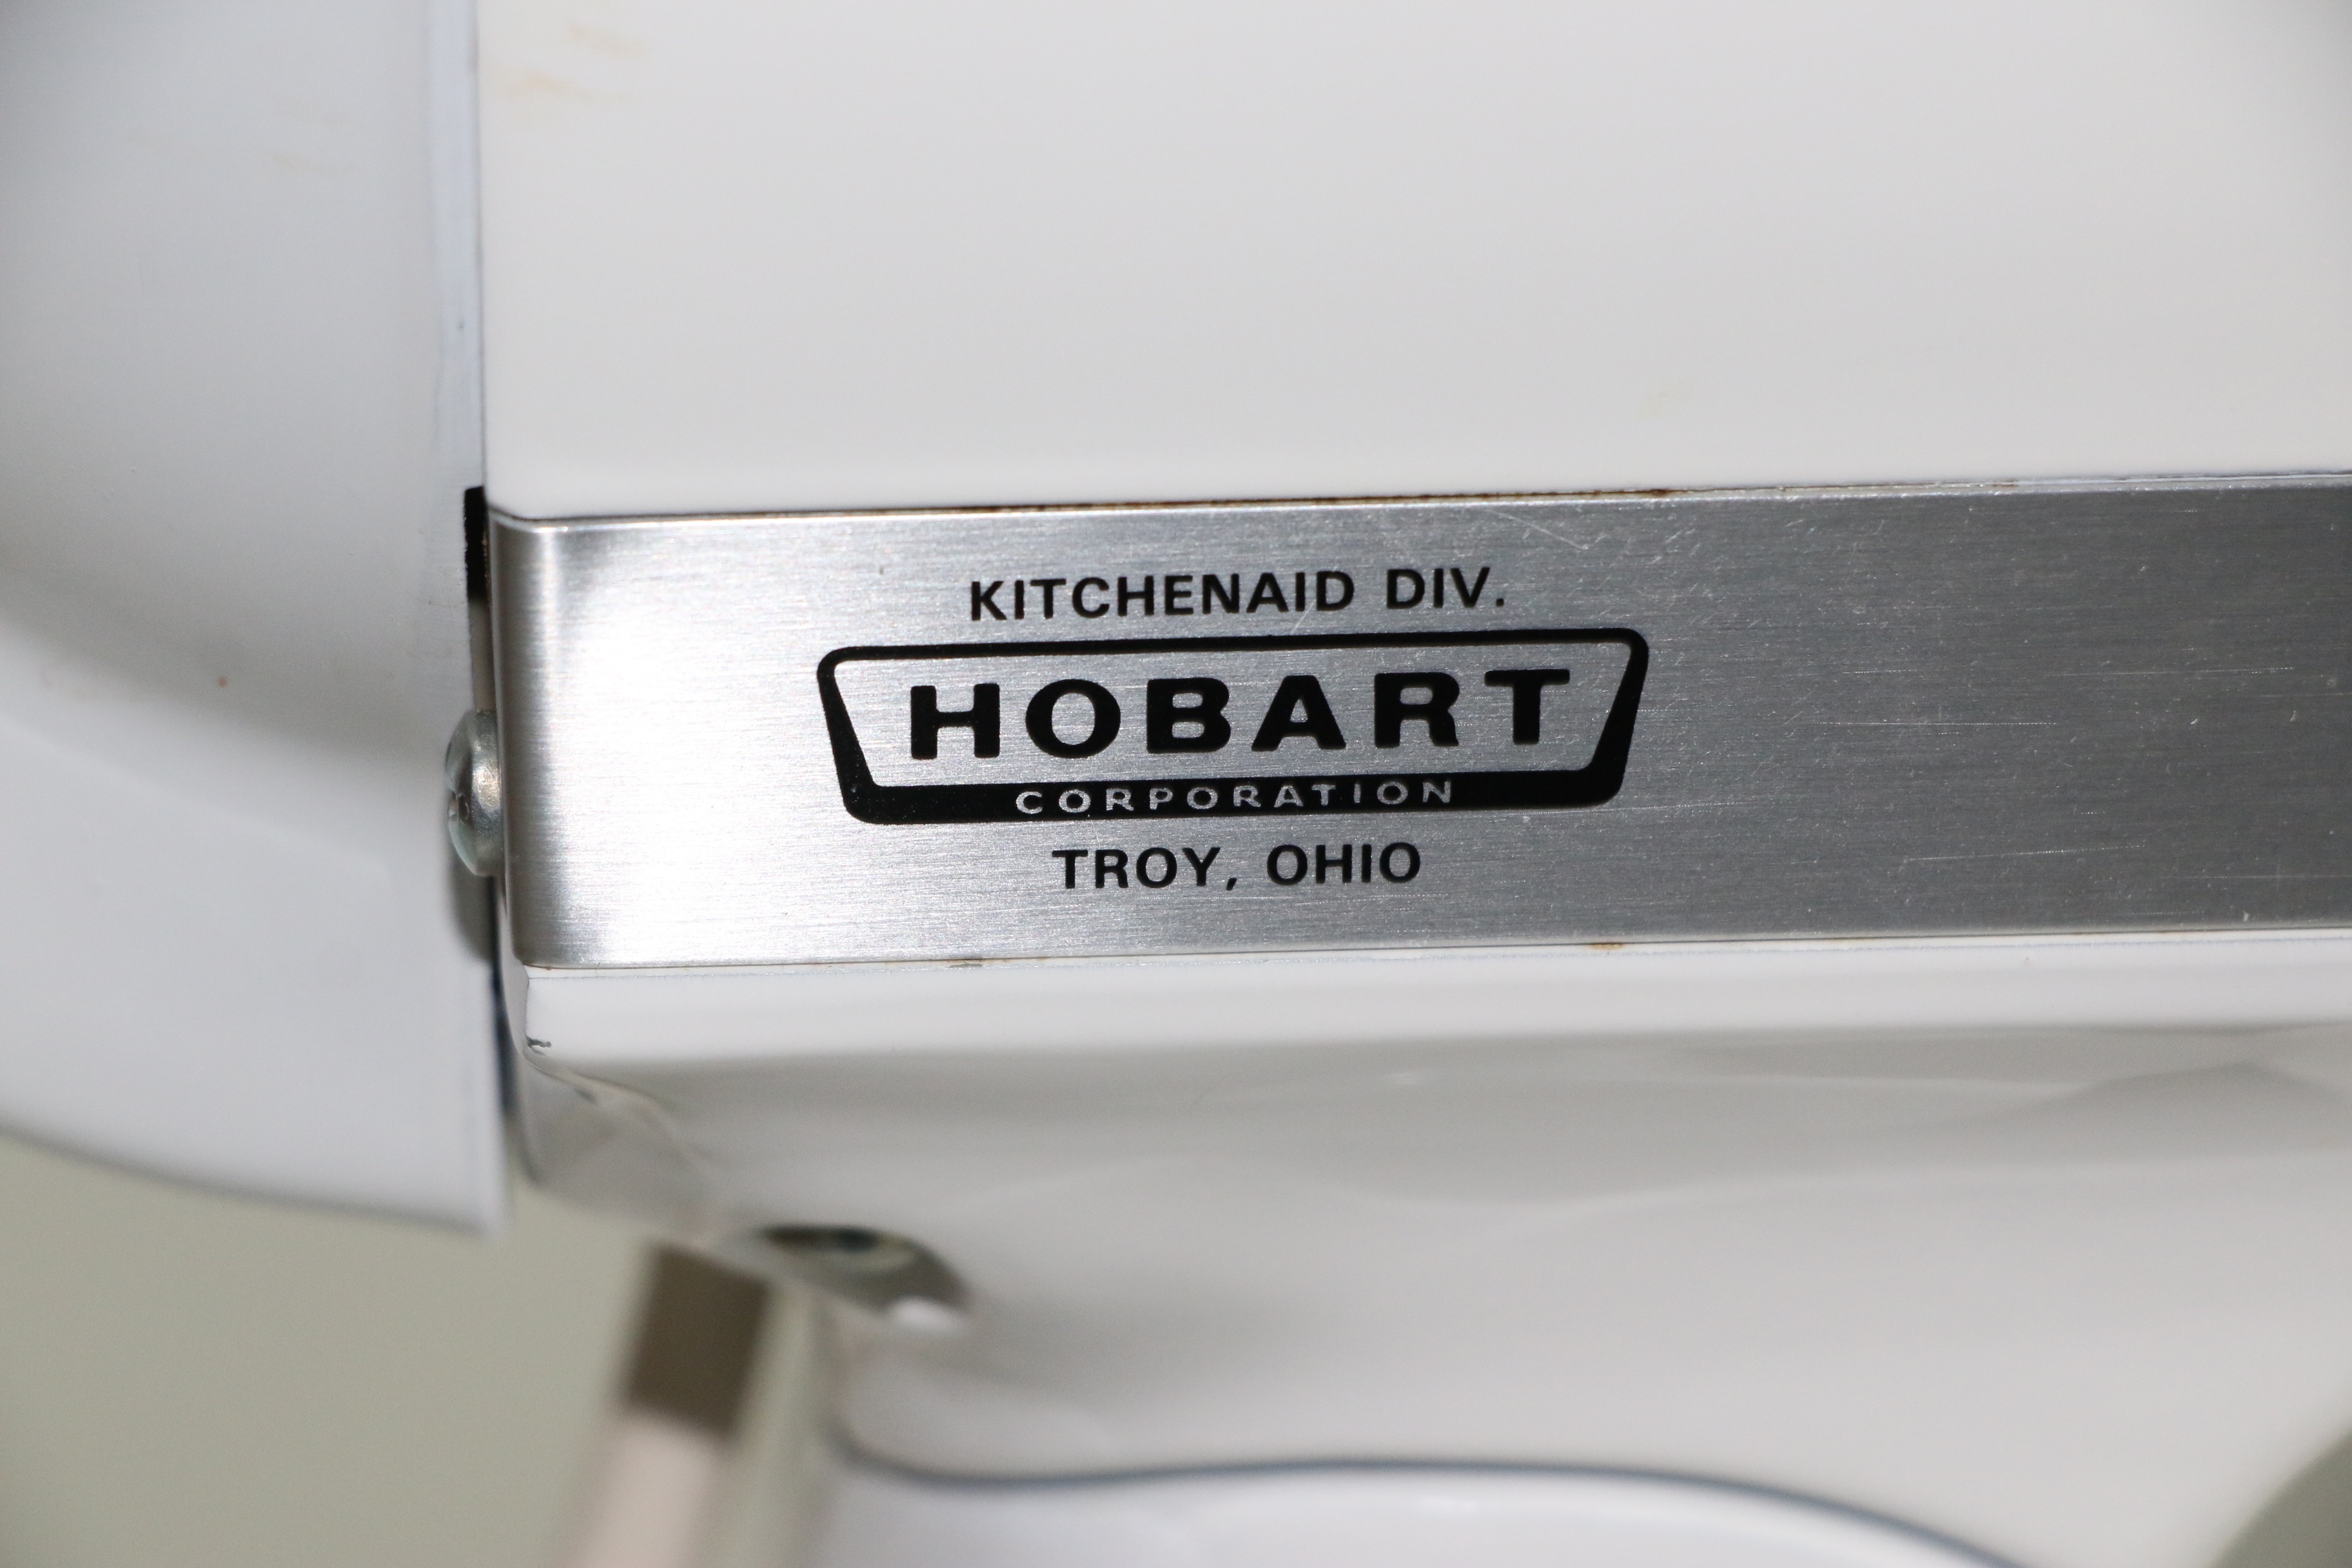 KITCHENAID DIV.
HOBART
CORPORATION
TROY, OHIO